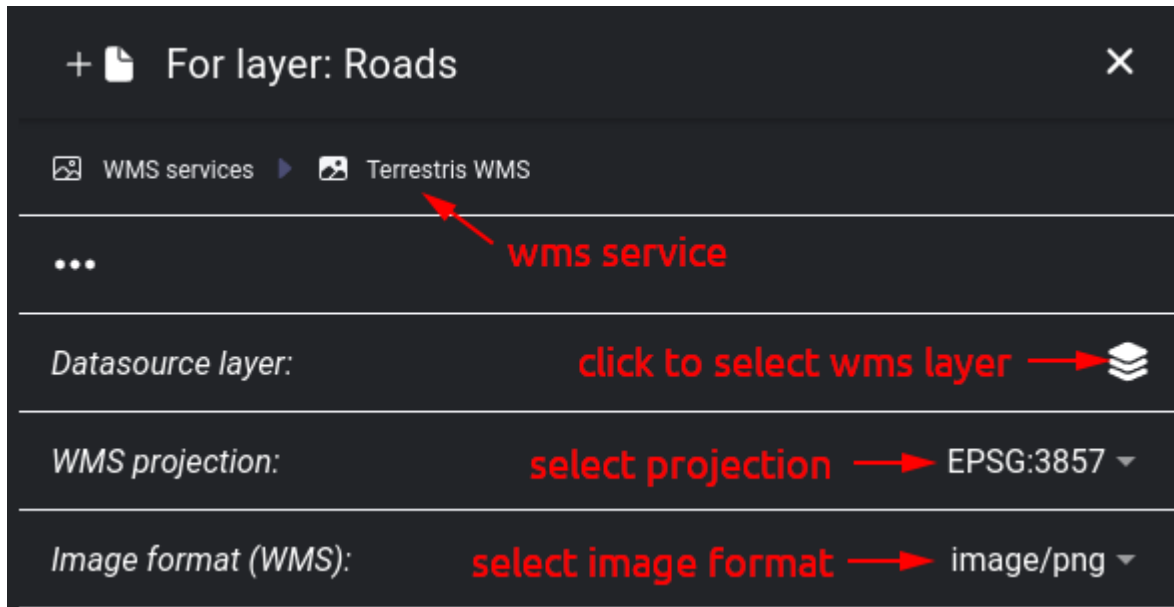 + For layer: Roads ×
WMS services Terrestris WMS
wms service
•••
Datasource layer: click to select wms layer
WMS projection: select projection EPSG:3857
Image format (WMS): select image format image/png